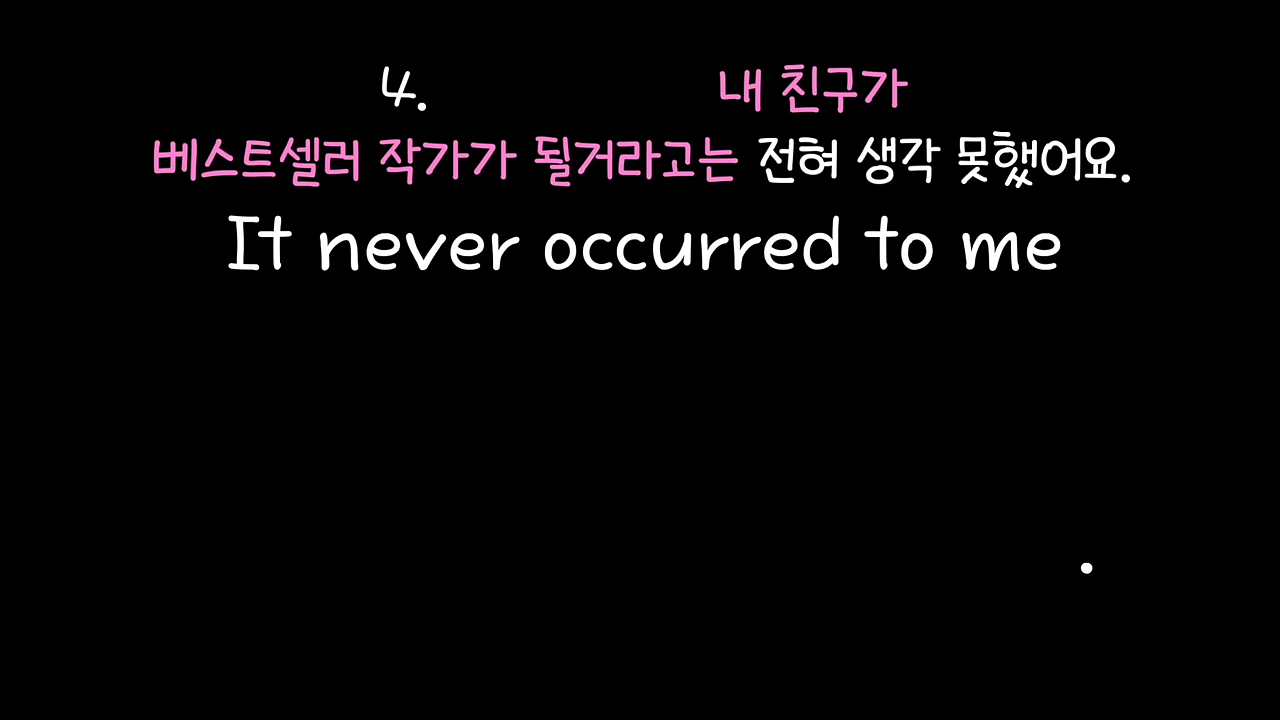 4. 내 친구가
베스트셀러 작가가 될거라고는 전혀 생각 못했어요.
It never occurred to me
.